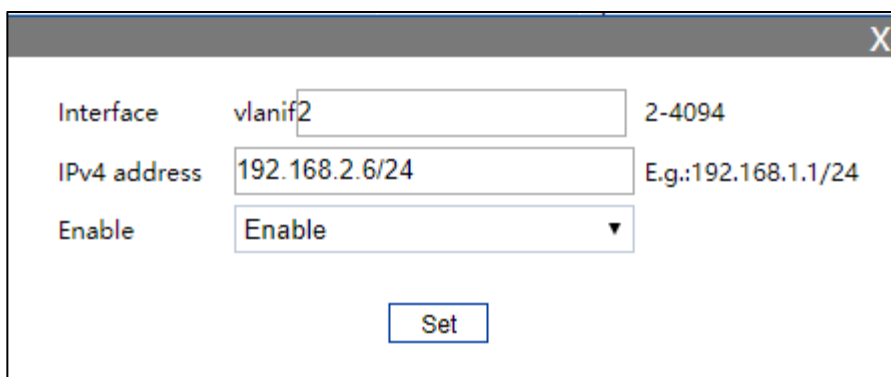 X
Interface vlanif2 2-4094
IPv4 address 192.168.2.6/24 E.g.:192.168.1.1/24
Enable Enable ▼
Set